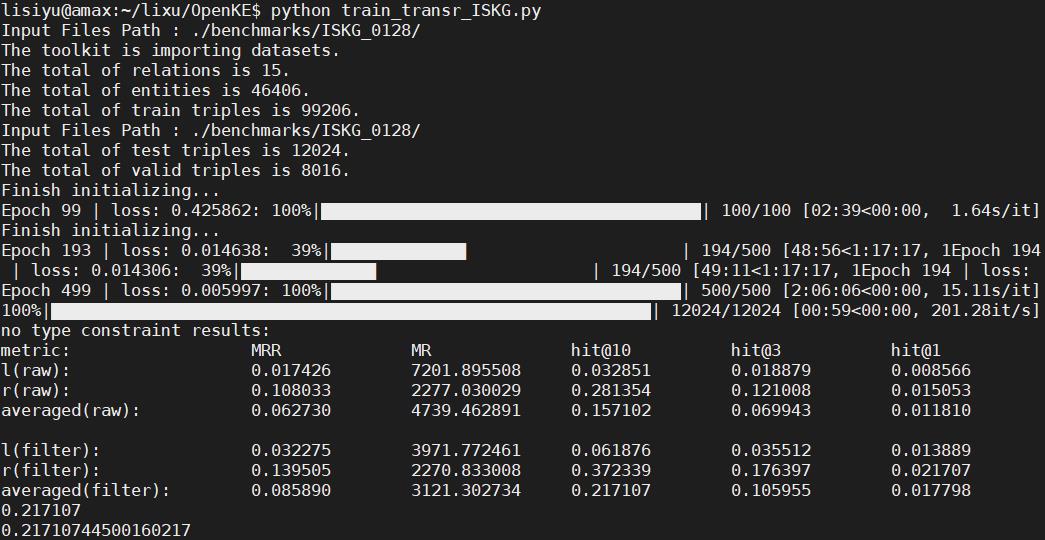 lisiyu@amax:~/lixu/OpenKE$ python train_transr_ISKG.py
Input Files Path : ./benchmarks/ISKG_0128/
The toolkit is importing datasets.
The total of relations is 15.
The total of entities is 46406.
The total of train triples is 99206.
Input Files Path : ./benchmarks/ISKG_0128/
The total of test triples is 12024.
The total of valid triples is 8016.
Finish initializing...
Epoch 99 | loss: 0.425862: 100%|██████████| 100/100 [02:39<00:00,  1.64s/it]
Finish initializing...
Epoch 193 | loss: 0.014638:  39%|███▉      | 194/500 [48:56<1:17:17, 1Epoch 194
 | loss: 0.014306:  39%|███▉      | 194/500 [49:11<1:17:17, 1Epoch 194 | loss:
Epoch 499 | loss: 0.005997: 100%|██████████| 500/500 [2:06:06<00:00, 15.11s/it]
100%|██████████| 12024/12024 [00:59<00:00, 201.28it/s]
no type constraint results:
metric: MRR MR hit@10 hit@3 hit@1
l(raw): 0.017426 7201.895508 0.032851 0.018879 0.008566
r(raw): 0.108033 2277.030029 0.281354 0.121008 0.015053
averaged(raw): 0.062730 4739.462891 0.157102 0.069943 0.011810
l(filter): 0.032275 3971.772461 0.061876 0.035512 0.013889
r(filter): 0.139505 2270.833008 0.372339 0.176397 0.021707
averaged(filter): 0.085890 3121.302734 0.217107 0.105955 0.017798
0.217107
0.21710744500160217